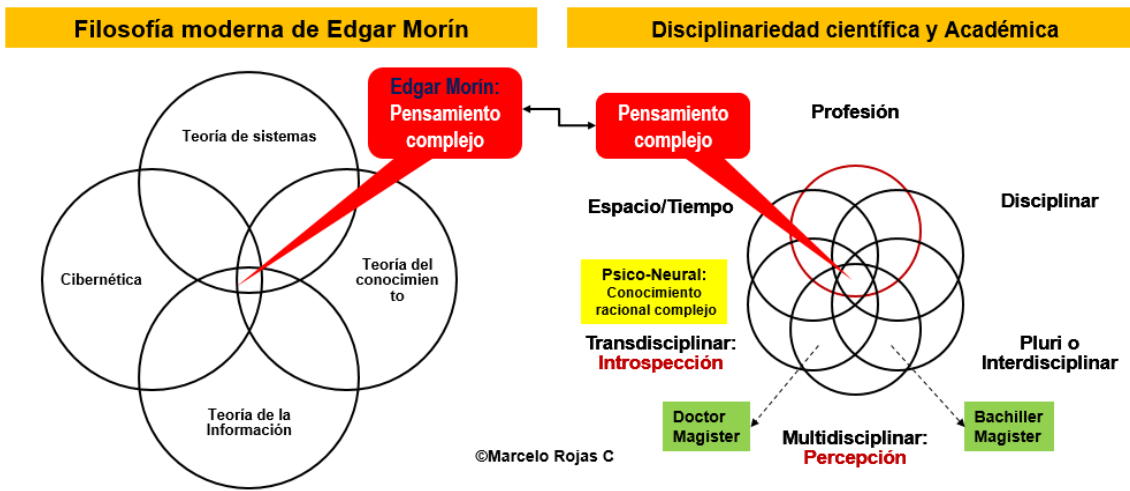 Filosofía moderna de Edgar Morín
Disciplinariedad científica y Académica
Edgar Morín:
Pensamiento
complejo
Teoría de sistemas
Cibernética
Teoría del
conocimien
to
Teoría de la
Información
©Marcelo Rojas C
Pensamiento
complejo
Profesión
Espacio/Tiempo
Disciplinar
Psico-Neural:
Conocimiento
racional complejo
Transdisciplinar:
Introspección
Pluri o
Interdisciplinar
Doctor
Magister
Bachiller
Magister
Multidisciplinar:
Percepción